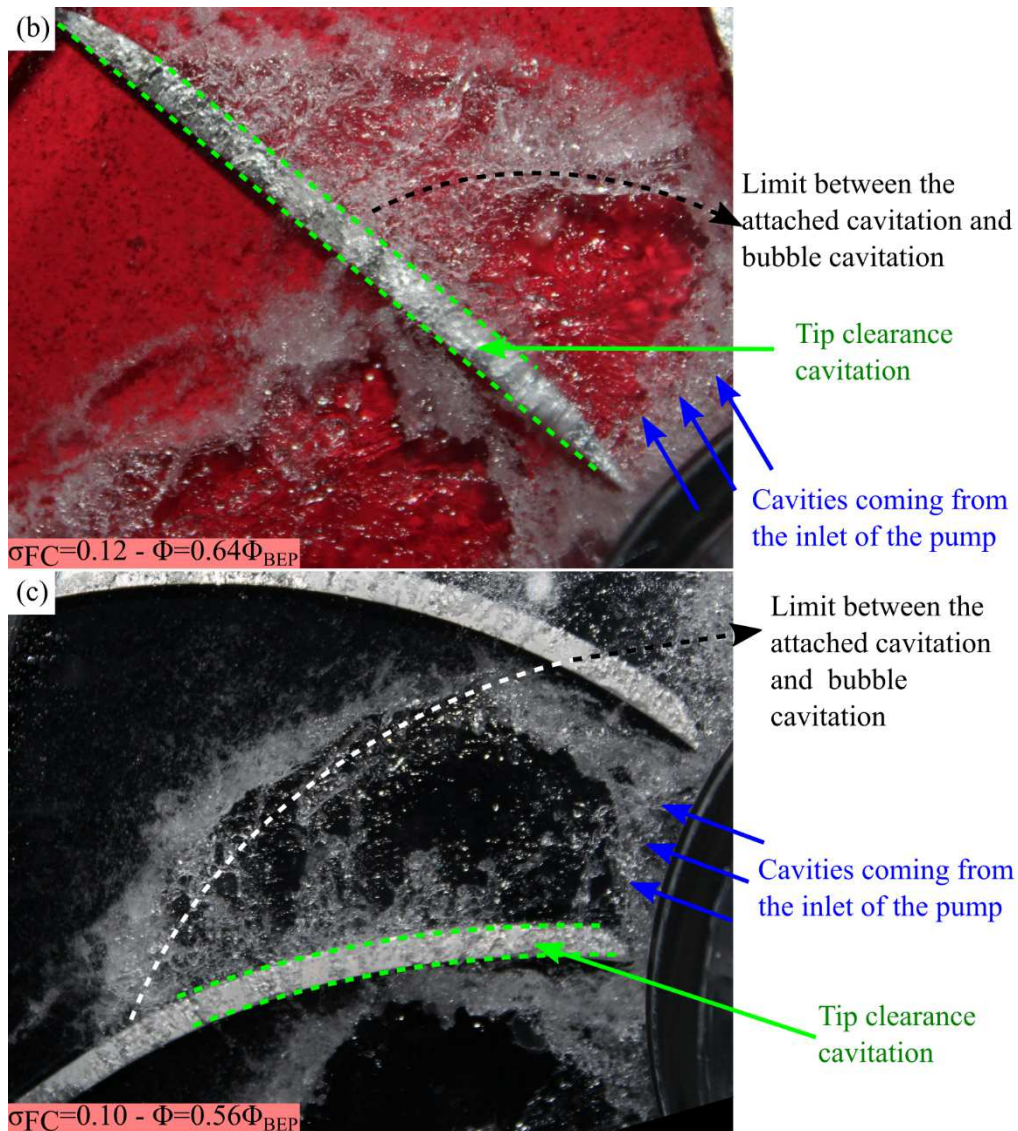 (b)
Limit between the
attached cavitation and
bubble cavitation
Tip clearance
cavitation
Cavities coming from
the inlet of the pump
σFC=0.12 - Φ=0.64ΦBEP
(c)
Limit between the
attached cavitation
and bubble
cavitation
Cavities coming from
the inlet of the pump
Tip clearance
cavitation
σFC=0.10 - Φ=0.56ΦBEP